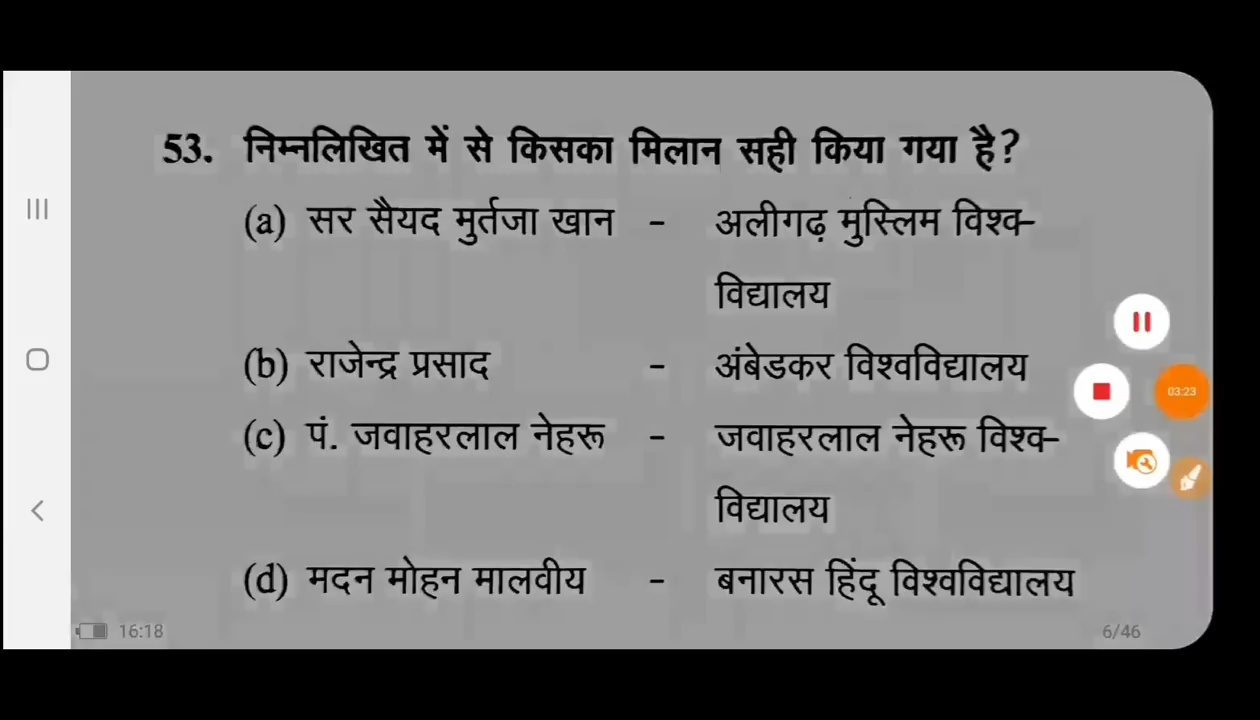 53. निम्नलिखित में से किसका मिलान सही किया गया है?
(a) सर सैयद मुर्तजा खान - अलीगढ़ मुस्लिम विश्व-
विद्यालय
(b) राजेन्द्र प्रसाद - अंबेडकर विश्वविद्यालय
(c) पं. जवाहरलाल नेहरू - जवाहरलाल नेहरू विश्व-
विद्यालय
03:23
(d) मदन मोहन मालवीय - बनारस हिंदू विश्वविद्यालय
16:18
6/46